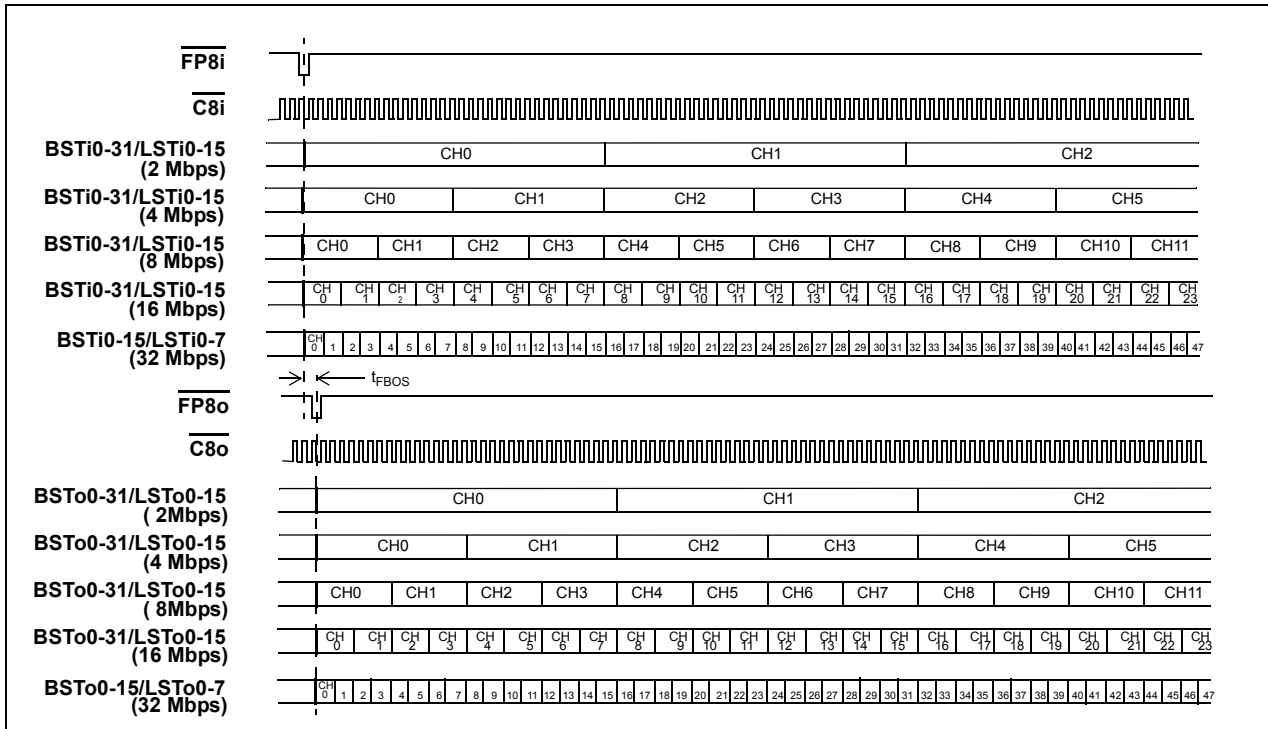 FP8i
C8i
BSTi0-31/LSTi0-15
(2 Mbps)
CH0 CH1 CH2
BSTi0-31/LSTi0-15
(4 Mbps)
CH0 CH1 CH2 CH3 CH4 CH5
BSTi0-31/LSTi0-15
(8 Mbps)
CH0 CH1 CH2 CH3 CH4 CH5 CH6 CH7 CH8 CH9 CH10 CH11
BSTi0-31/LSTi0-15
(16 Mbps)
CH CH CH CH CH CH CH CH CH CH CH CH CH CH CH CH CH CH CH CH CH CH CH CH
0 1 2 3 4 5 6 7 8 9 10 11 12 13 14 15 16 17 18 19 20 21 22 23
BSTi0-15/LSTi0-7
(32 Mbps)
CH
0 1 2 3 4 5 6 7 8 9 10 11 12 13 14 15 16 17 18 19 20 21 22 23 24 25 26 27 28 29 30 31 32 33 34 35 36 37 38 39 40 41 42 43 44 45 46 47
tFBOS
FP8o
C8o
BSTo0-31/LSTo0-15
( 2Mbps)
CH0 CH1 CH2
BSTo0-31/LSTo0-15
(4 Mbps)
CH0 CH1 CH2 CH3 CH4 CH5
BSTo0-31/LSTo0-15
( 8Mbps)
CH0 CH1 CH2 CH3 CH4 CH5 CH6 CH7 CH8 CH9 CH10 CH11
BSTo0-31/LSTo0-15
(16 Mbps)
CH CH CH CH CH CH CH CH CH CH CH CH CH CH CH CH CH CH CH CH CH CH CH CH
0 1 2 3 4 5 6 7 8 9 10 11 12 13 14 15 16 17 18 19 20 21 22 23
BSTo0-15/LSTo0-7
(32 Mbps)
CH
0 1 2 3 4 5 6 7 8 9 10 11 12 13 14 15 16 17 18 19 20 21 22 23 24 25 26 27 28 29 30 31 32 33 34 35 36 37 38 39 40 41 42 43 44 45 46 47